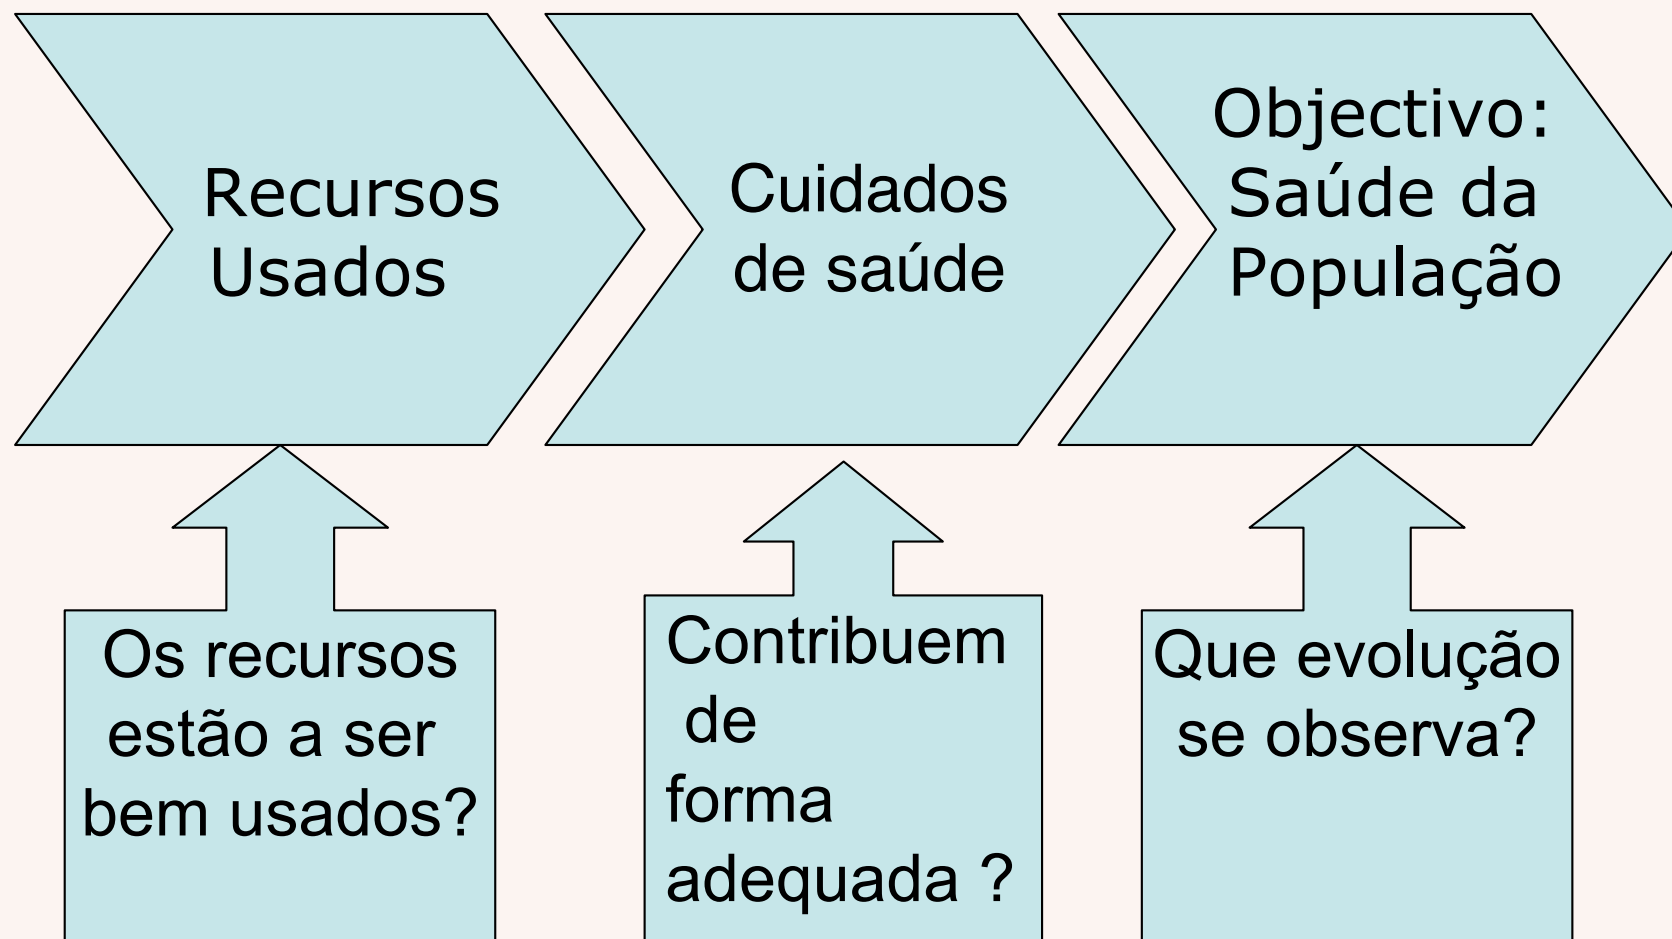 Recursos
Usados
Cuidados
de saúde
Objectivo:
Saúde da
População
Os recursos
estão a ser
bem usados?
Contribuem
de
forma
adequada ?
Que evolução
se observa?